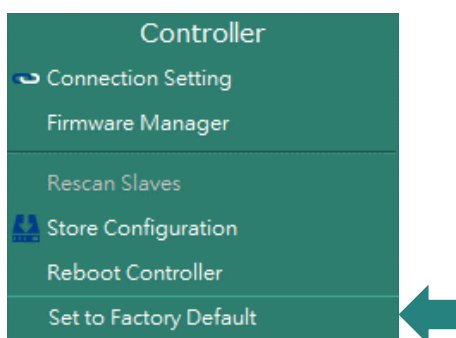 Controller
Connection Setting
Firmware Manager
Rescan Slaves
Store Configuration
Reboot Controller
Set to Factory Default